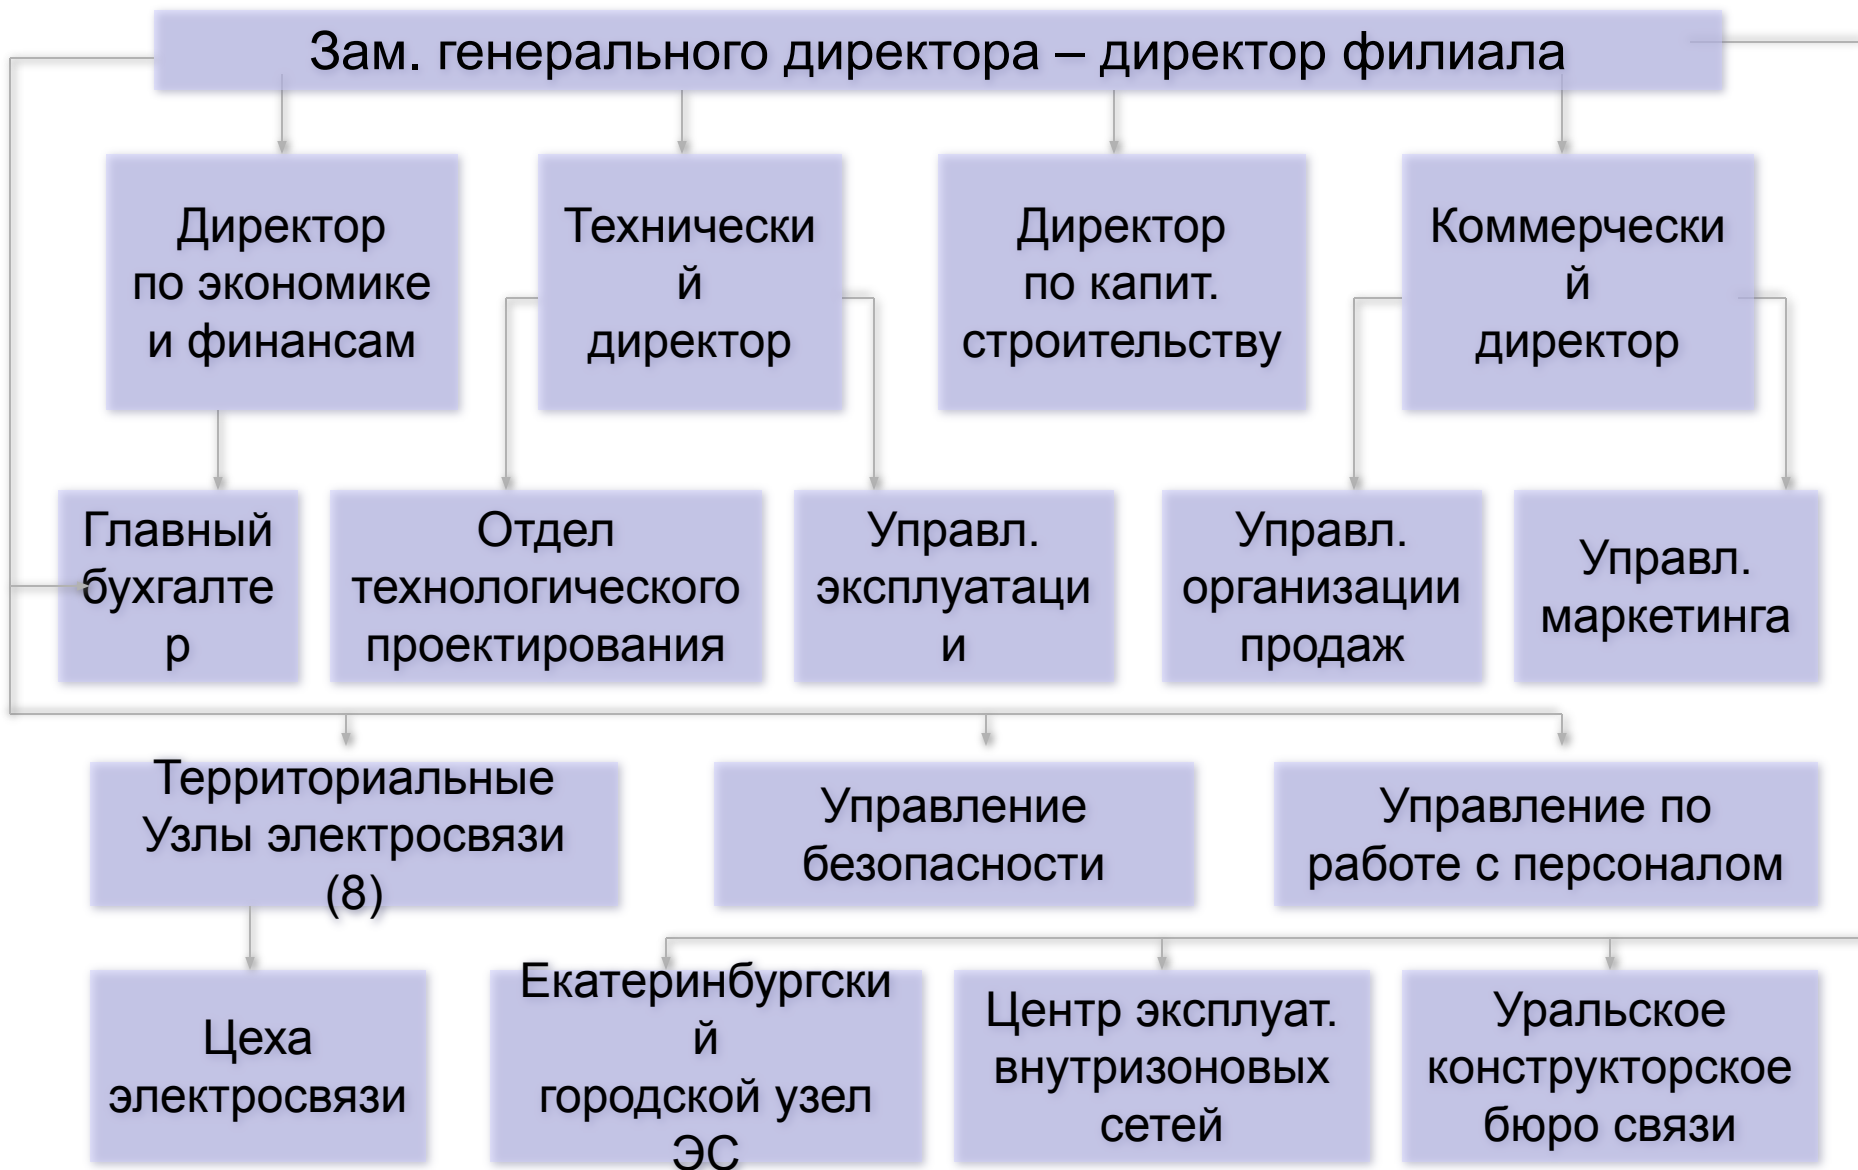 Зам. генерального директора – директор филиала
Директор
по экономике
и финансам
Технически
й
директор
Директор
по капит.
строительству
Коммерчески
й
директор
Главный
бухгалте
р
Отдел
технологического
проектирования
Управл.
эксплуатаци
и
Управл.
организации
продаж
Управл.
маркетинга
Территориальные
Узлы электросвязи
(8)
Управление
безопасности
Управление по
работе с персоналом
Цеха
электросвязи
Екатеринбургски
й
городской узел
ЭС
Центр эксплуат.
внутризоновых
сетей
Уральское
конструкторское
бюро связи